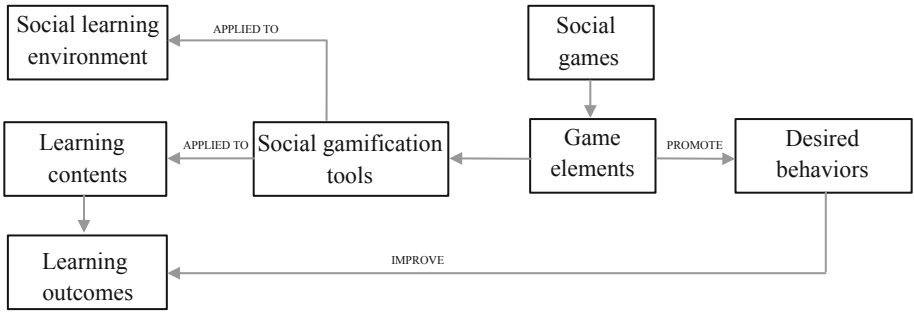 Social learning
environment
APPLIED TO
Social
games
Learning
contents
APPLIED TO
Social gamification
tools
Game
elements
PROMOTE
Desired
behaviors
Learning
outcomes
IMPROVE